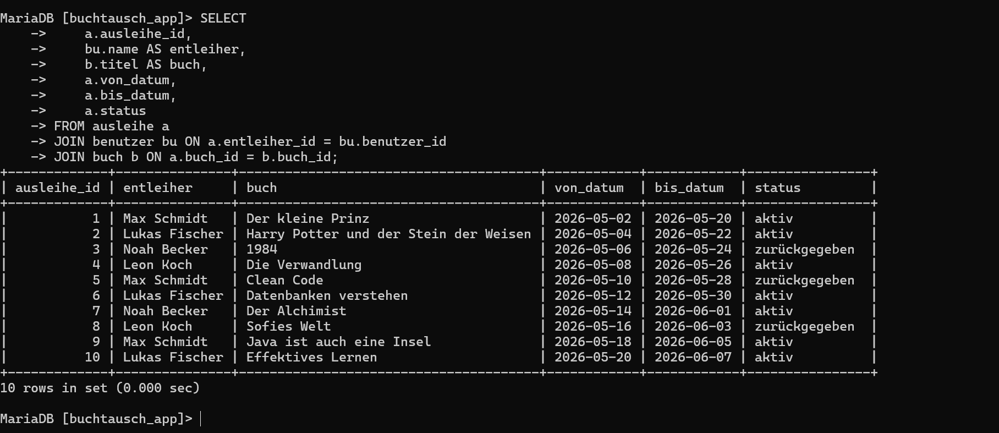 MariaDB [buchtausch_app]> SELECT
    ->     a.ausleihe_id,
    ->     bu.name AS entleiher,
    ->     b.titel AS buch,
    ->     a.von_datum,
    ->     a.bis_datum,
    ->     a.status
    -> FROM ausleihe a
    -> JOIN benutzer bu ON a.entleiher_id = bu.benutzer_id
    -> JOIN buch b ON a.buch_id = b.buch_id;
+-------------+---------------+---------------------------------------+------------+------------+----------------+
| ausleihe_id | entleiher     | buch                                  | von_datum  | bis_datum  | status         |
+-------------+---------------+---------------------------------------+------------+------------+----------------+
|           1 | Max Schmidt   | Der kleine Prinz                      | 2026-05-02 | 2026-05-20 | aktiv          |
|           2 | Lukas Fischer | Harry Potter und der Stein der Weisen | 2026-05-04 | 2026-05-22 | aktiv          |
|           3 | Noah Becker   | 1984                                  | 2026-05-06 | 2026-05-24 | zurückgegeben  |
|           4 | Leon Koch     | Die Verwandlung                       | 2026-05-08 | 2026-05-26 | aktiv          |
|           5 | Max Schmidt   | Clean Code                            | 2026-05-10 | 2026-05-28 | zurückgegeben  |
|           6 | Lukas Fischer | Datenbanken verstehen                 | 2026-05-12 | 2026-05-30 | aktiv          |
|           7 | Noah Becker   | Der Alchimist                         | 2026-05-14 | 2026-06-01 | aktiv          |
|           8 | Leon Koch     | Sofies Welt                           | 2026-05-16 | 2026-06-03 | zurückgegeben  |
|           9 | Max Schmidt   | Java ist auch eine Insel              | 2026-05-18 | 2026-06-05 | aktiv          |
|          10 | Lukas Fischer | Effektives Lernen                     | 2026-05-20 | 2026-06-07 | aktiv          |
+-------------+---------------+---------------------------------------+------------+------------+----------------+
10 rows in set (0.000 sec)
MariaDB [buchtausch_app]>